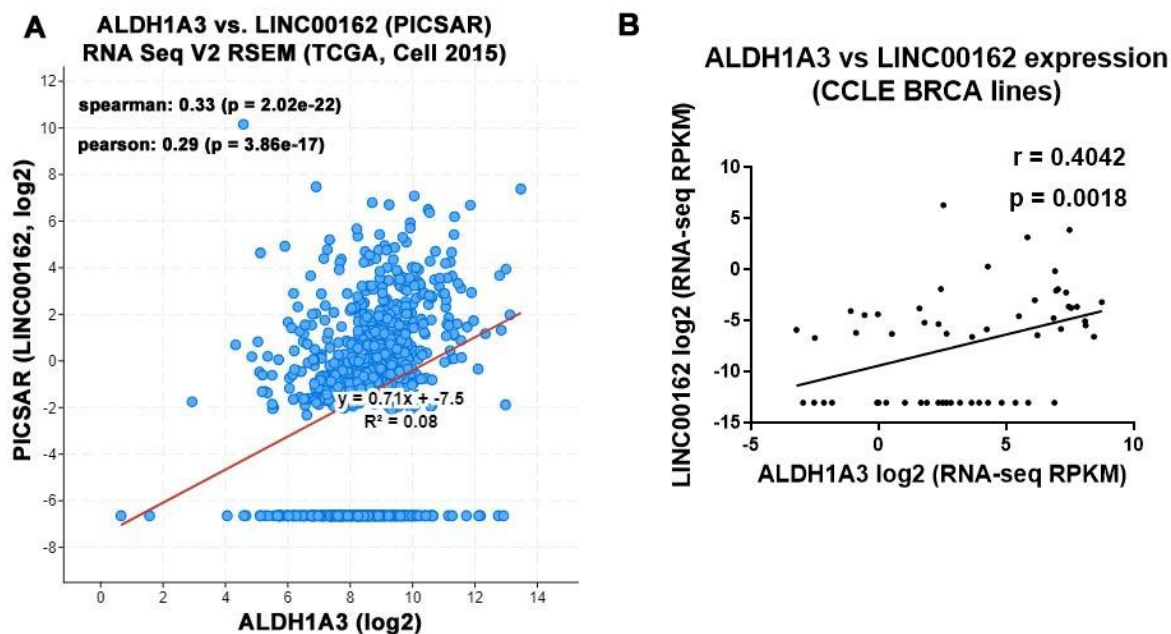 A
ALDH1A3 vs. LINC00162 (PICSAR)
RNA Seq V2 RSEM (TCGA, Cell 2015)
spearman: 0.33 (p = 2.02e-22)
pearson: 0.29 (p = 3.86e-17)
PICSAR (LINC00162, log2)
12
10
8
6
4
2
0
-2
-4
-6
-8
y = 0.71x + -7.5
R² = 0.08
0 2 4 6 8 10 12 14
ALDH1A3 (log2)
B
ALDH1A3 vs LINC00162 expression
(CCLE BRCA lines)
r = 0.4042
p = 0.0018
LINC00162 log2 (RNA-seq RPKM)
10
5
0
-5
-10
-15
-5 0 5 10
ALDH1A3 log2 (RNA-seq RPKM)